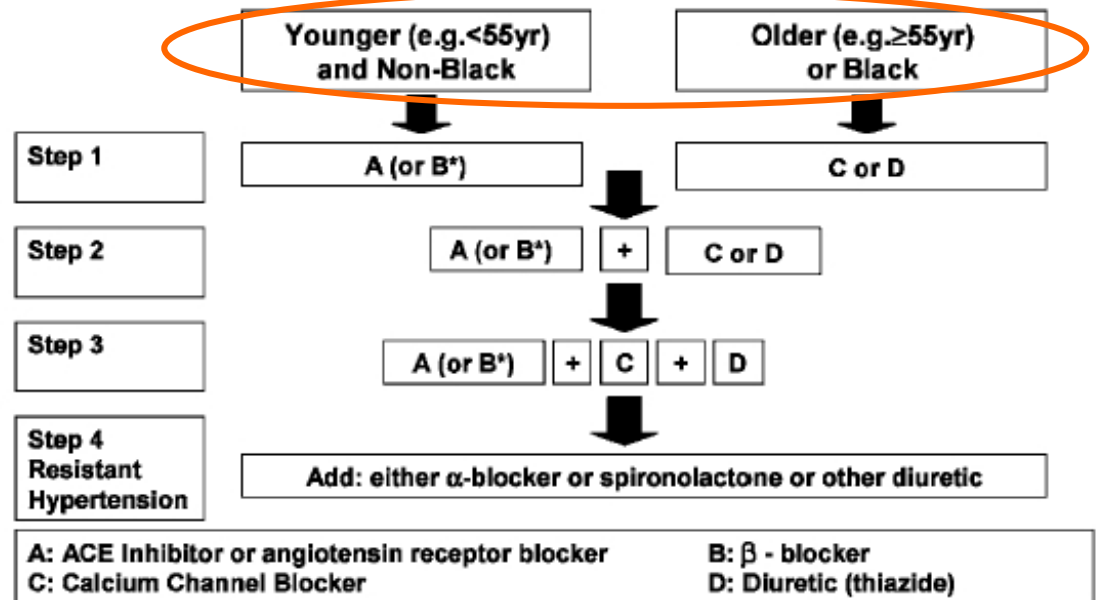 Younger (e.g.<55yr)
and Non-Black
Older (e.g.≥55yr)
or Black
Step 1
A (or B*)
C or D
Step 2
A (or B*)
+
C or D
Step 3
A (or B*)
+
C
+
D
Step 4
Resistant
Hypertension
Add: either α-blocker or spironolactone or other diuretic
A: ACE Inhibitor or angiotensin receptor blocker
B: β - blocker
C: Calcium Channel Blocker
D: Diuretic (thiazide)